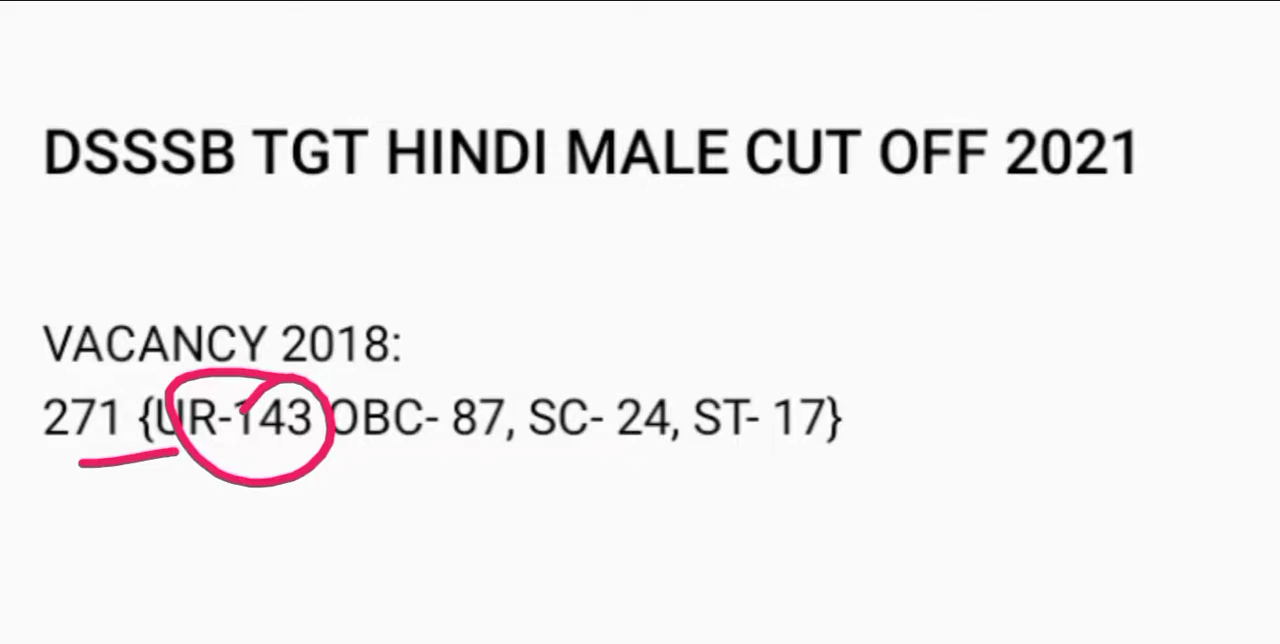 DSSSB TGT HINDI MALE CUT OFF 2021
VACANCY 2018:
271 {UR-143 OBC- 87, SC- 24, ST- 17}